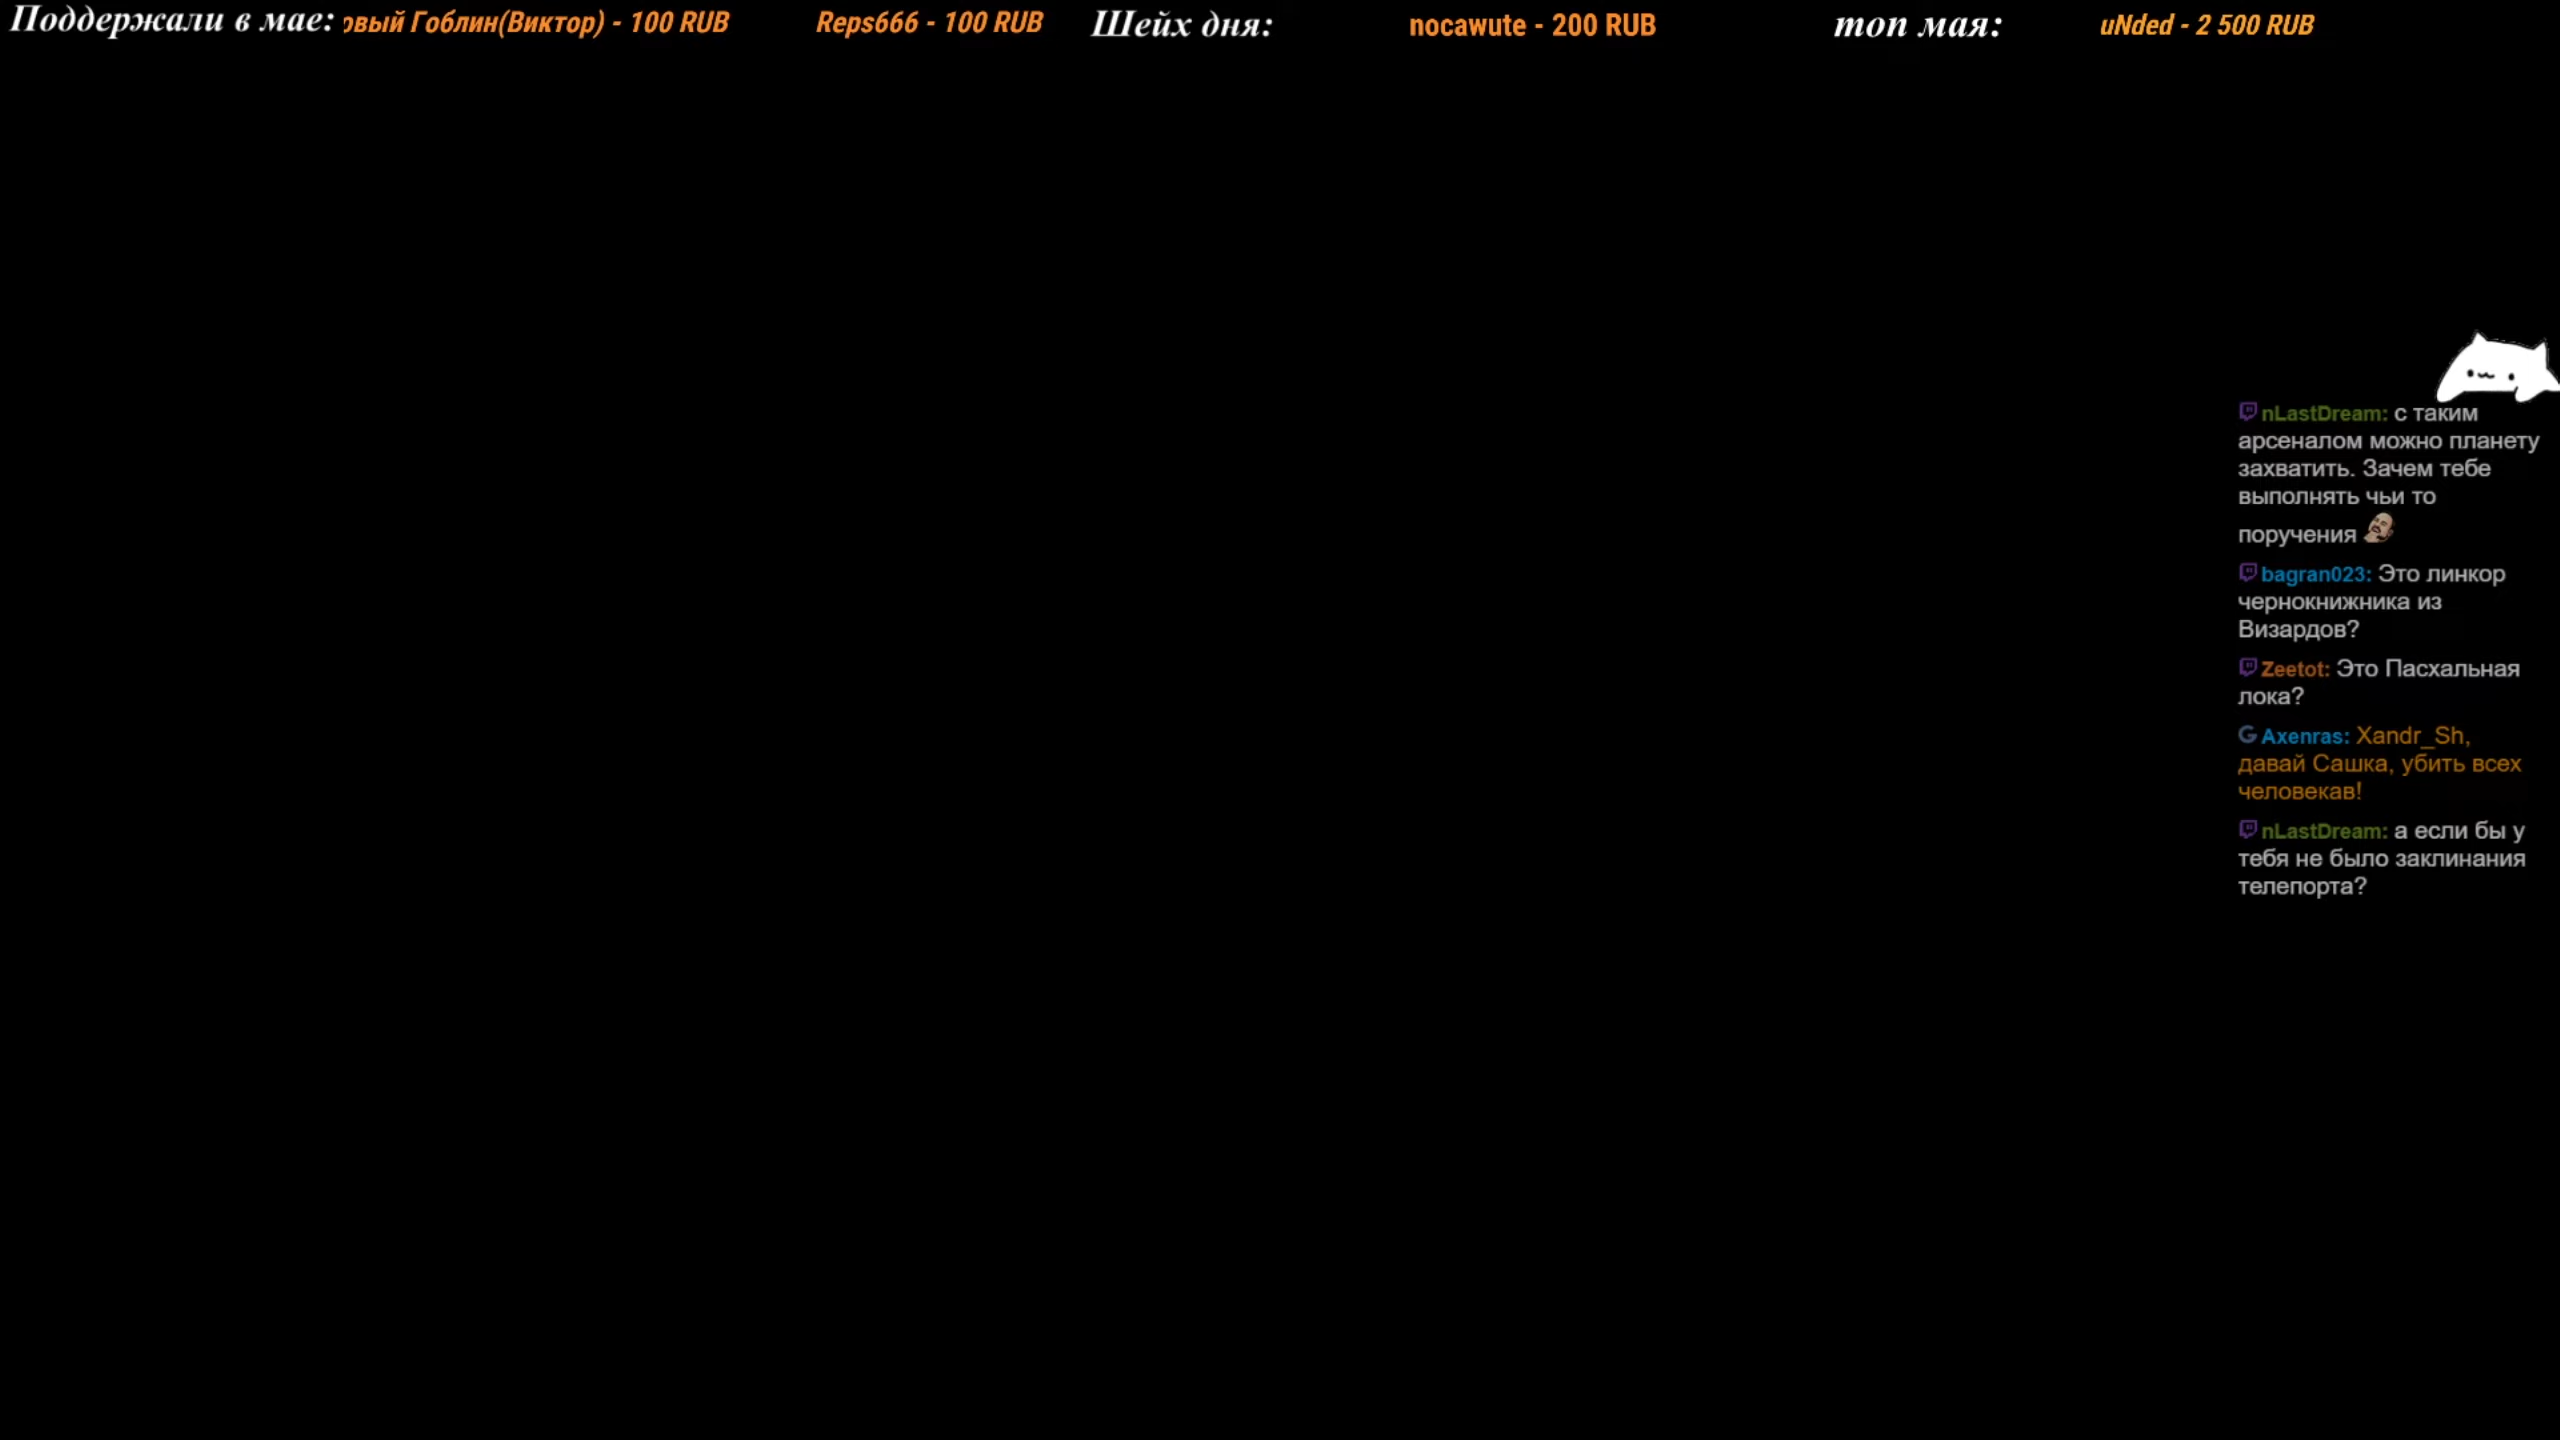 Поддержали в мае: овый Гоблин(Виктор) - 100 RUB Reps666 - 100 RUB Шейх дня: nocawute - 200 RUB топ мая: uNded - 2 500 RUB
nLastDream: с таким
арсеналом можно планету
захватить. Зачем тебе
выполнять чьи то
поручения
bagran023: Это линкор
чернокнижника из
Визардов?
Zeetot: Это Пасхальная
лока?
Axenras: Xandr_Sh,
давай Сашка, убить всех
человекав!
nLastDream: а если бы у
тебя не было заклинания
телепорта?